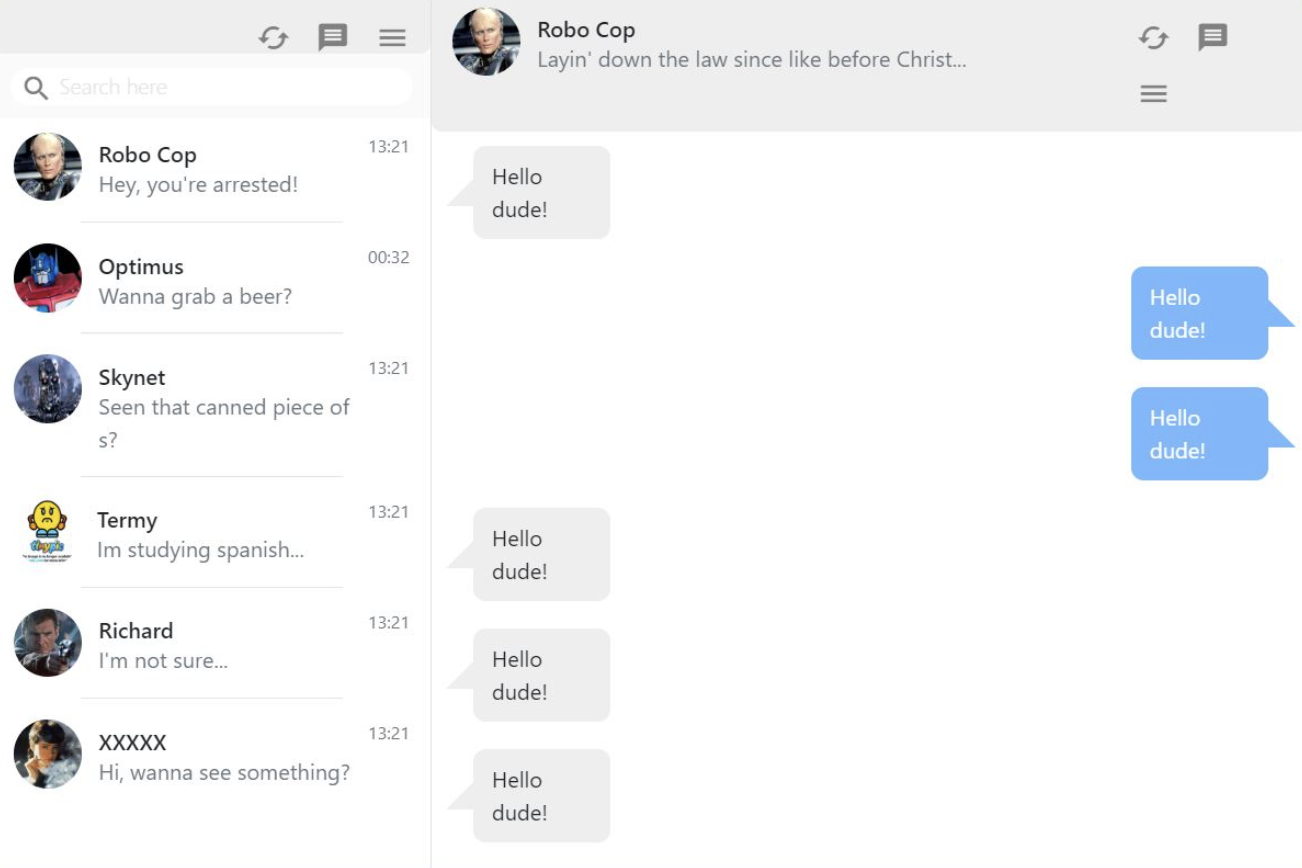 Search here
Robo Cop
13:21
Hey, you're arrested!
Optimus
00:32
Wanna grab a beer?
Skynet
13:21
Seen that canned piece of
s?
Termy
13:21
Im studying spanish...
tinypic
Richard
13:21
I'm not sure...
XXXXX
13:21
Hi, wanna see something?
Robo Cop
Layin' down the law since like before Christ...
Hello
dude!
Hello
dude!
Hello
dude!
Hello
dude!
Hello
dude!
Hello
dude!